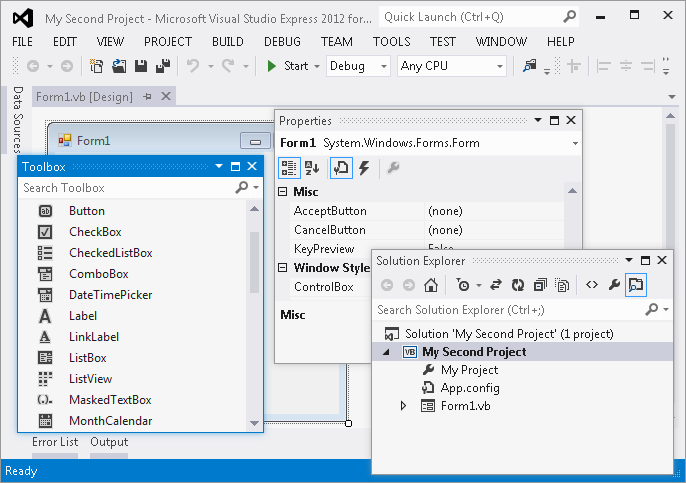 My Second Project - Microsoft Visual Studio Express 2012 for...
Quick Launch (Ctrl+Q)
FILE EDIT VIEW PROJECT BUILD DEBUG TEAM FORMAT TOOLS TEST WINDOW HELP
Start Debug Any CPU
Data Sources
Form1.vb [Design]
Form1
Toolbox
Search Toolbox
Button
CheckBox
CheckedListBox
ComboBox
DateTimePicker
Label
LinkLabel
ListBox
ListView
MaskedTextBox
MonthCalendar
Properties
Form1 System.Windows.Forms.Form
Misc
AcceptButton (none)
CancelButton (none)
KeyPreview False
Window Style
ControlBox
Misc
Solution Explorer
Search Solution Explorer (Ctrl+;)
Solution 'My Second Project' (1 project)
VB My Second Project
My Project
App.config
Form1.vb
Error List Output
Ready